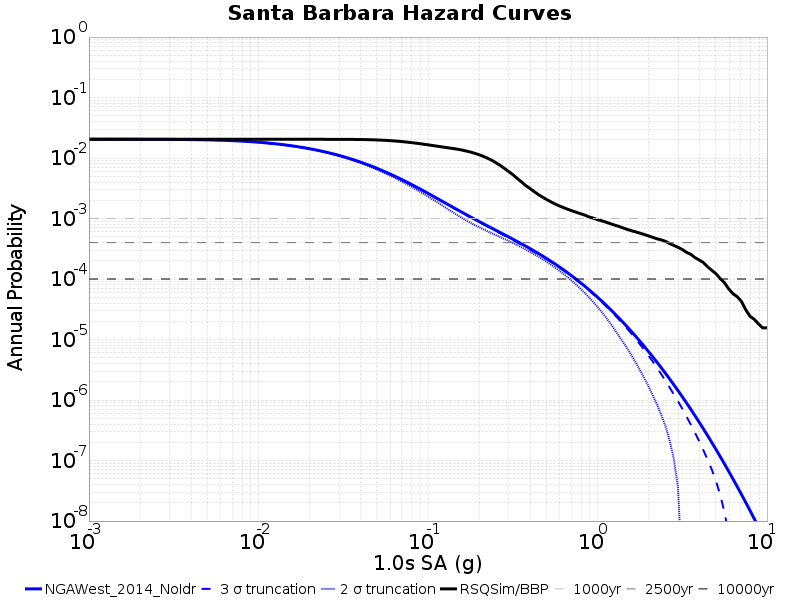 Santa Barbara Hazard Curves
Annual Probability
10^0
10^-1
10^-2
10^-3
10^-4
10^-5
10^-6
10^-7
10^-8
10^-3 10^-2 10^-1 10^0 10^1
1.0s SA (g)
NGAWest_2014_NoIdr 3 σ truncation 2 σ truncation RSQSim/BBP 1000yr 2500yr 10000yr